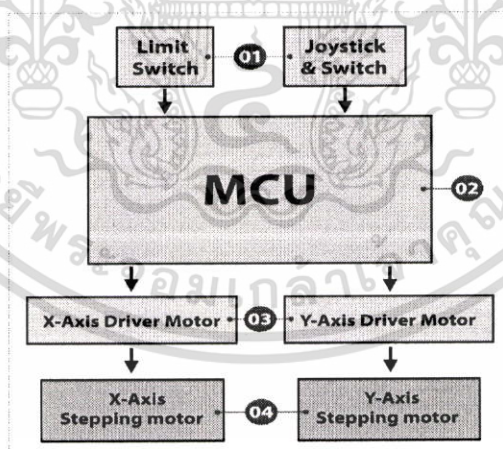 Limit
Switch
01
Joystick
& Switch
MCU
02
X-Axis Driver Motor
03
Y-Axis Driver Motor
X-Axis
Stepping motor
04
Y-Axis
Stepping motor